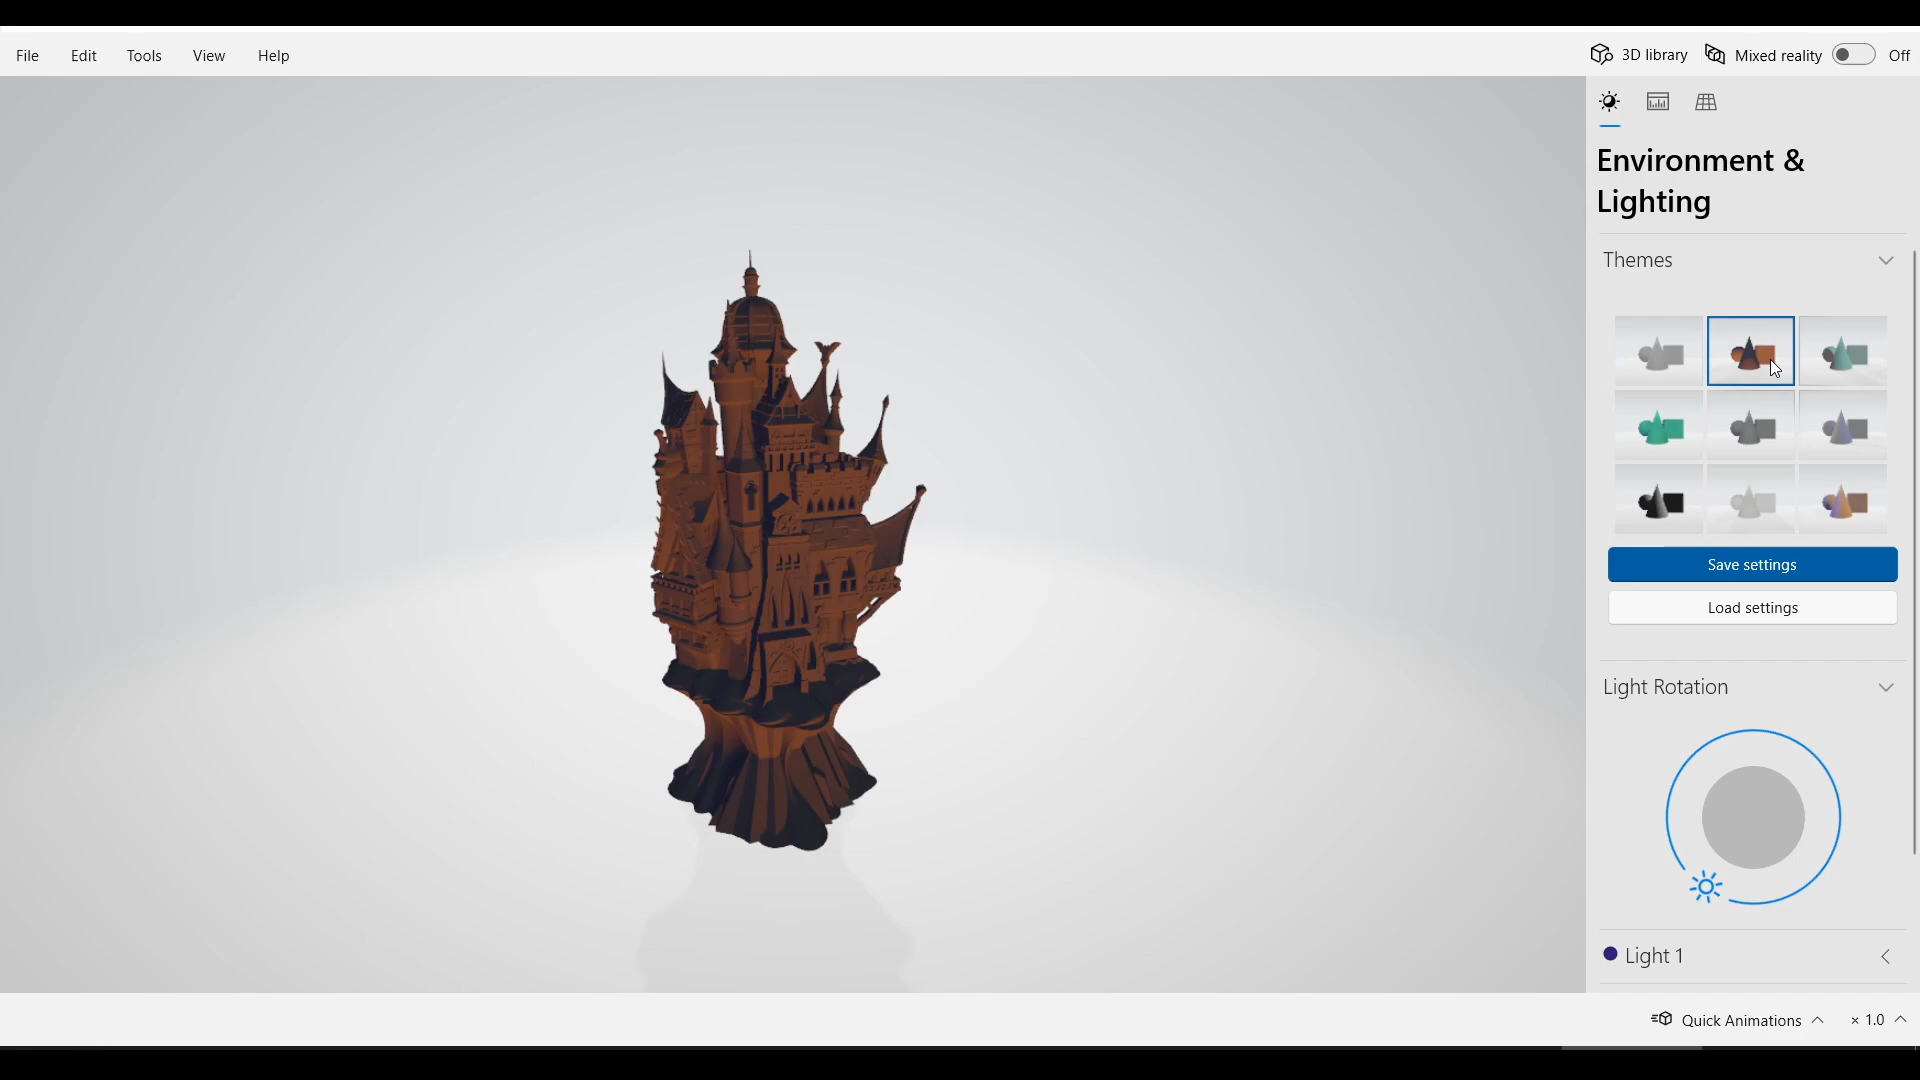 File Edit Tools View Help
3D library Mixed reality Off
Environment &
Lighting
Themes
Save settings
Load settings
Light Rotation
Light 1
Quick Animations × 1.0